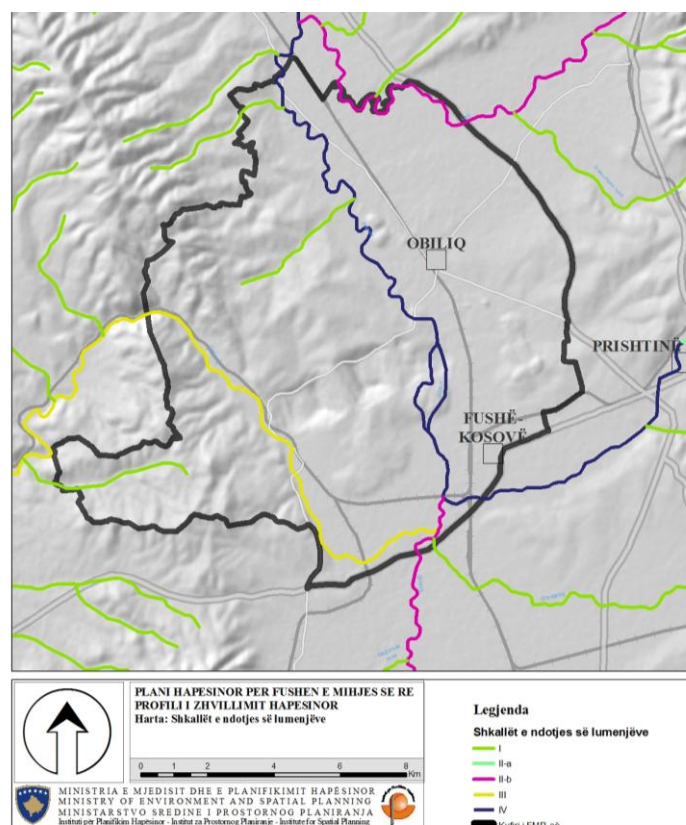 OBILIQ
PRISHTINË
FUSHË-
KOSOVË
PLANI HAPESINOR PER FUSHEN E MIHJES SE RE
PROFILI I ZHVILLIMIT HAPESINOR
Harta: Shkallët e ndotjes së lumenjëve
0 1 2 4 6 8
Km
MINISTRIA E MJEDISIT DHE E PLANIFIKIMIT HAPËSINOR
MINISTRY OF ENVIRONMENT AND SPATIAL PLANNING
MINISTARSTVO SREDINE I PROSTORNOG PLANIRANJA
Instituti për Planifikim Hapësinor - Institut za Prostornog Planiranje - Institute for Spatial Planning
Legjenda
Shkallët e ndotjes së lumenjëve
I
II-a
II-b
III
IV